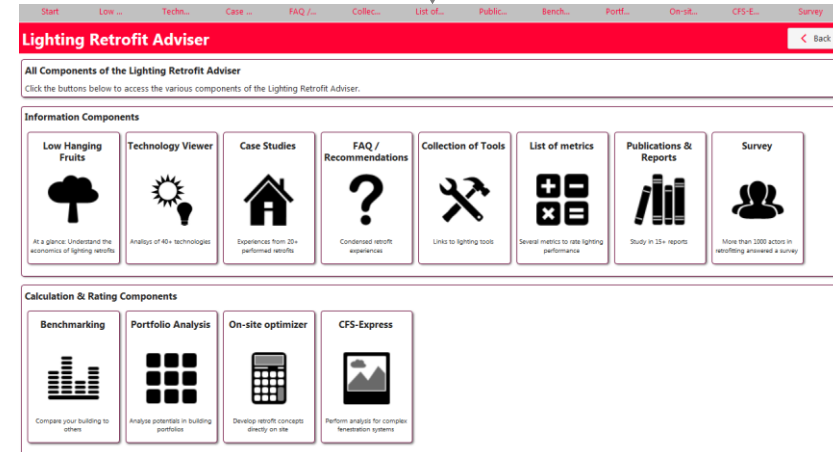 Start Low ... Techn... Case ... FAQ /... Collec... List of... Public... Bench... Portf... On-sit... CFS-E... Survey
Lighting Retrofit Adviser
Back
All Components of the Lighting Retrofit Adviser
Click the buttons below to access the various components of the Lighting Retrofit Adviser.
Information Components
Low Hanging
Fruits
At a glance: Understand the
economics of lighting retrofits
Technology Viewer
Analisys of 40+ technologies
Case Studies
Experiences from 20+
performed retrofits
FAQ /
Recommendations
Condensed retrofit
experiences
Collection of Tools
Links to lighting tools
List of metrics
Several metrics to rate lighting
performance
Publications &
Reports
Study in 15+ reports
Survey
More than 1000 actors in
retrofitting answered a survey
Calculation & Rating Components
Benchmarking
Compare your building to
others
Portfolio Analysis
Analyse potentials in building
portfolios
On-site optimizer
Develop retrofit concepts
directly on site
CFS-Express
Perform analysis for complex
fenestration systems